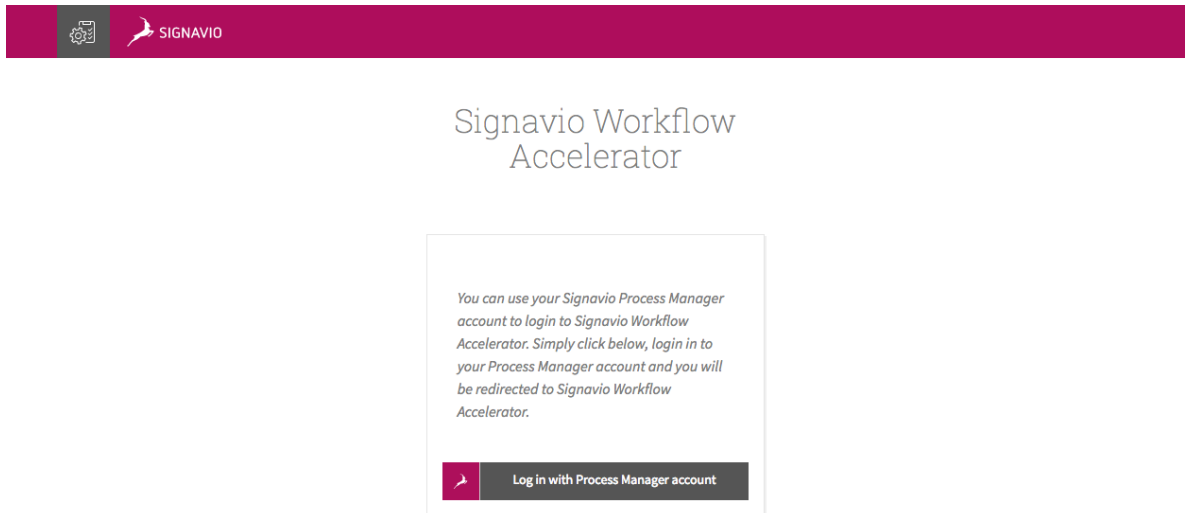 SIGNAVIO
Signavio Workflow
Accelerator
You can use your Signavio Process Manager
account to login to Signavio Workflow
Accelerator. Simply click below, login in to
your Process Manager account and you will
be redirected to Signavio Workflow
Accelerator.
Log in with Process Manager account